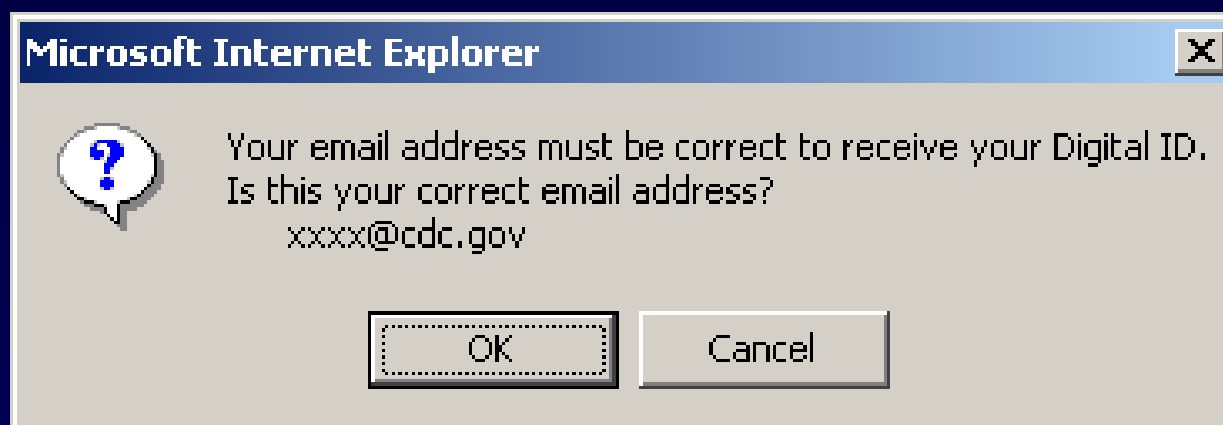 Microsoft Internet Explorer
Your email address must be correct to receive your Digital ID.
Is this your correct email address?
xxxx@cdc.gov
OK
Cancel